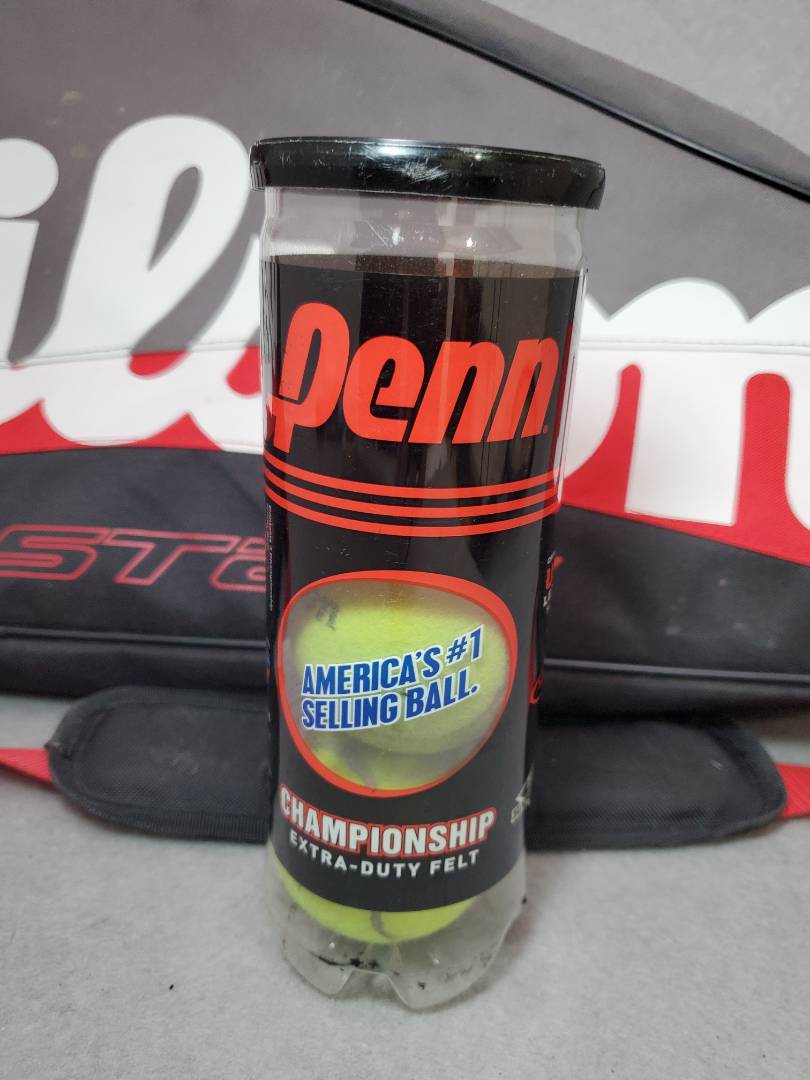 Penn
AMERICA'S #1
SELLING BALL.
CHAMPIONSHIP
EXTRA-DUTY FELT